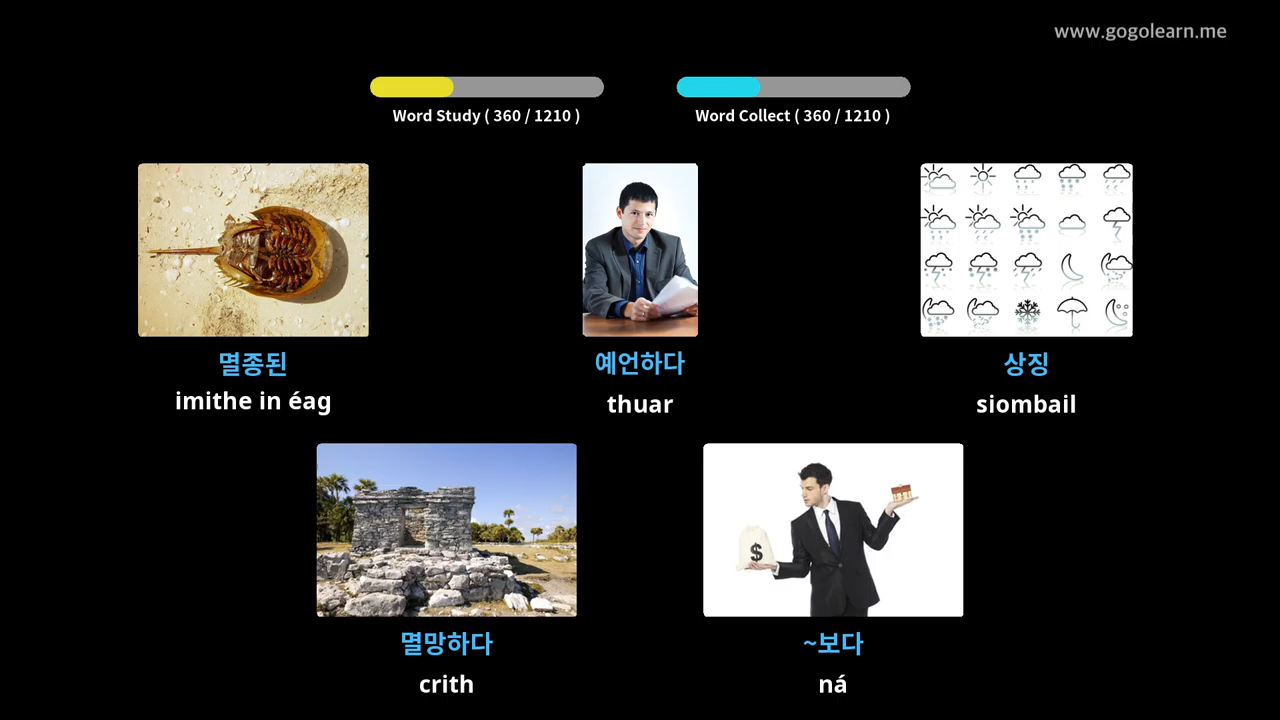 www.gogolearn.me
Word Study ( 360 / 1210 )
Word Collect ( 360 / 1210 )
멸종된
imithe in éag
예언하다
thuar
상징
siombail
$
멸망하다
crith
~보다
ná